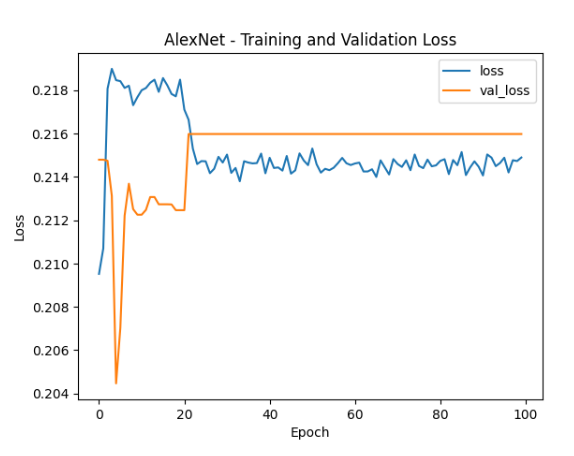 AlexNet - Training and Validation Loss
loss
val_loss
0.218
0.216
0.214
0.212
0.210
0.208
0.206
0.204
Loss
0 20 40 60 80 100
Epoch